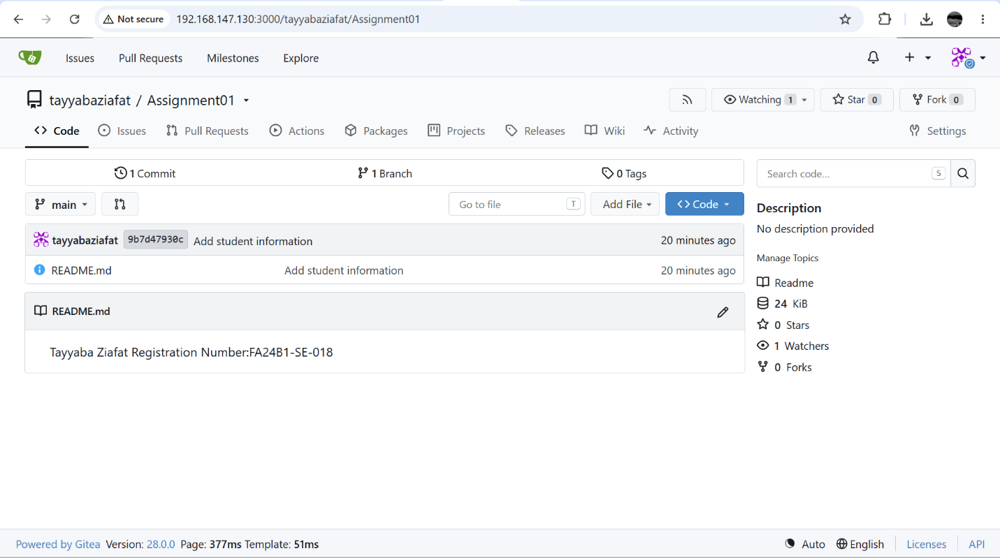 Not secure 192.168.147.130:3000/tayyabaziafat/Assignment01
Issues Pull Requests Milestones Explore
tayyabaziafat / Assignment01 Watching 1 Star 0 Fork 0
Code Issues Pull Requests Actions Packages Projects Releases Wiki Activity Settings
1 Commit 1 Branch 0 Tags
Search code... S
main Go to file T Add File Code
Description
No description provided
tayyabaziafat 9b7d47930c Add student information 20 minutes ago
README.md Add student information 20 minutes ago
Manage Topics
Readme
24 KiB
0 Stars
1 Watchers
0 Forks
README.md
Tayyaba Ziafat Registration Number:FA24B1-SE-018
Powered by Gitea Version: 28.0.0 Page: 377ms Template: 51ms Auto English Licenses API